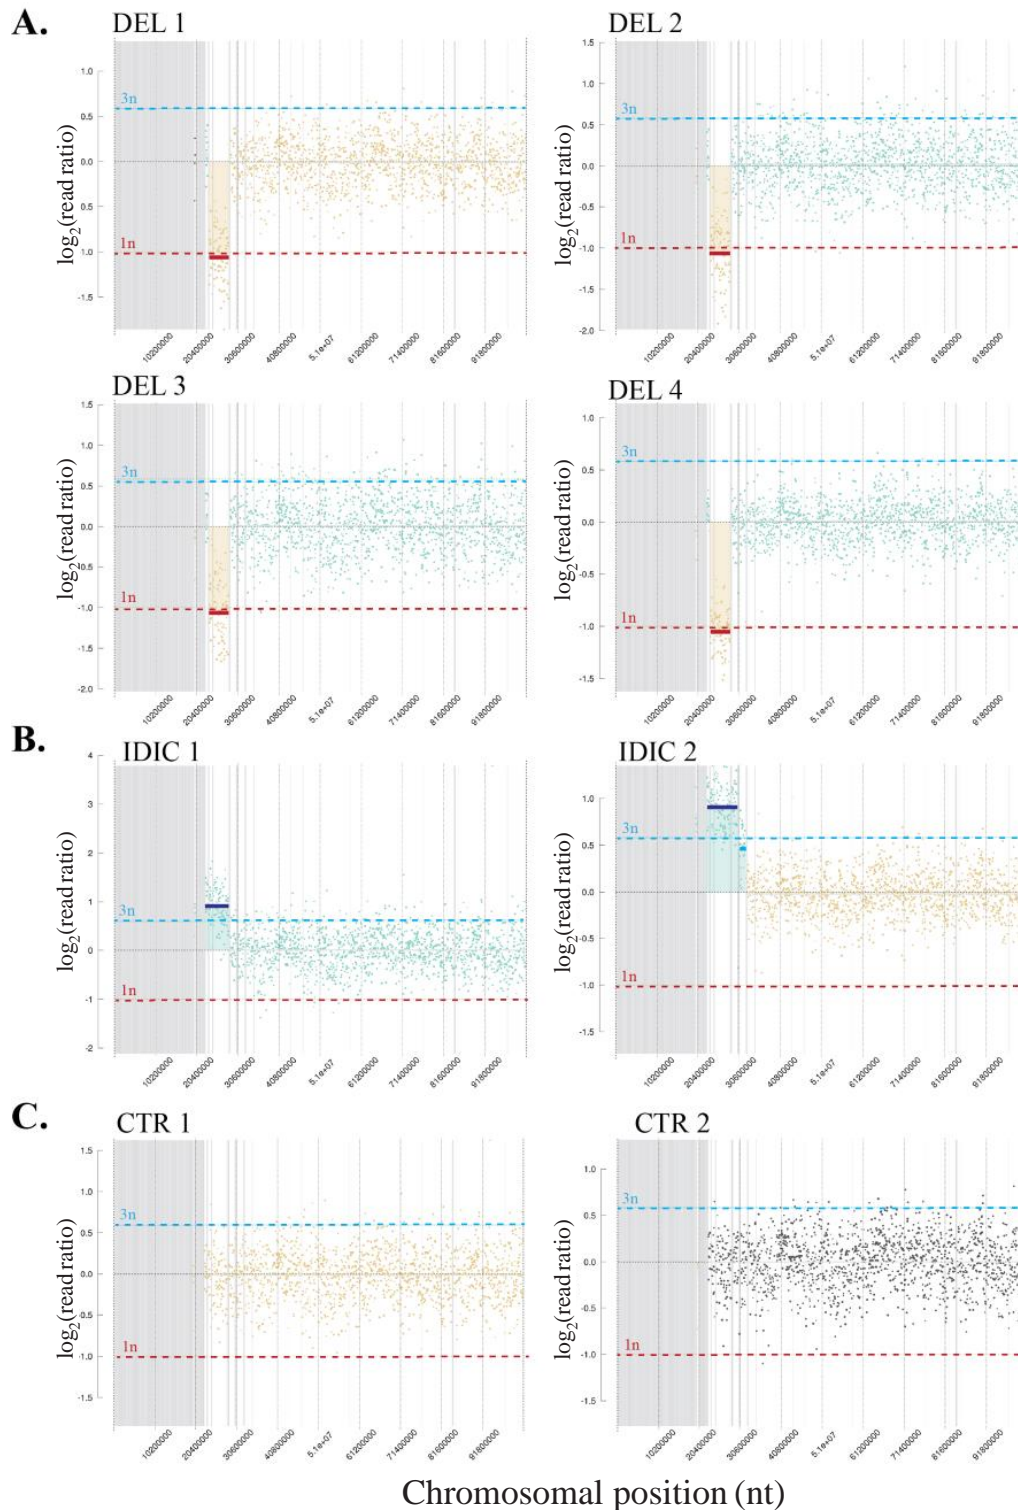 A.
DEL 1
1.0
0.5
0.0
0.5
-1.0
-1.5
log2(read ratio)
3n
1n
10200000
20400000
30600000
40800000
5.1e+07
61200000
71400000
81600000
91800000
DEL 2
1.5
1.0
0.5
0.0
-0.5
-1.0
-1.5
-2.0
log2(read ratio)
3n
1n
10200000
20400000
30600000
40800000
5.1e+07
61200000
71400000
81600000
91800000
DEL 3
1.5
1.0
0.5
0.0
-0.5
-1.0
-1.5
-2.0
log2(read ratio)
3n
1n
10200000
20400000
30600000
40800000
5.1e+07
61200000
71400000
81600000
91800000
DEL 4
1.0
0.5
0.0
-0.5
-1.0
-1.5
log2(read ratio)
3n
1n
10200000
20400000
30600000
40800000
5.1e+07
61200000
71400000
81600000
91800000
B.
IDIC 1
4
3
2
1
0
-1
-2
log2(read ratio)
3n
1n
10200000
20400000
30600000
40800000
5.1e+07
61200000
71400000
81600000
91800000
IDIC 2
1.0
0.5
0.0
-0.5
-1.0
-1.5
log2(read ratio)
3n
1n
10200000
20400000
30600000
40800000
5.1e+07
61200000
71400000
81600000
91800000
C.
CTR 1
1.5
1.0
0.5
0.0
-0.5
-1.0
-1.5
log2(read ratio)
3n
1n
10200000
20400000
30600000
40800000
5.1e+07
61200000
71400000
81600000
91800000
CTR 2
1.0
0.5
0.0
-0.5
-1.0
-1.5
log2(read ratio)
3n
1n
10200000
20400000
30600000
40800000
5.1e+07
61200000
71400000
81600000
91800000
Chromosomal position (nt)